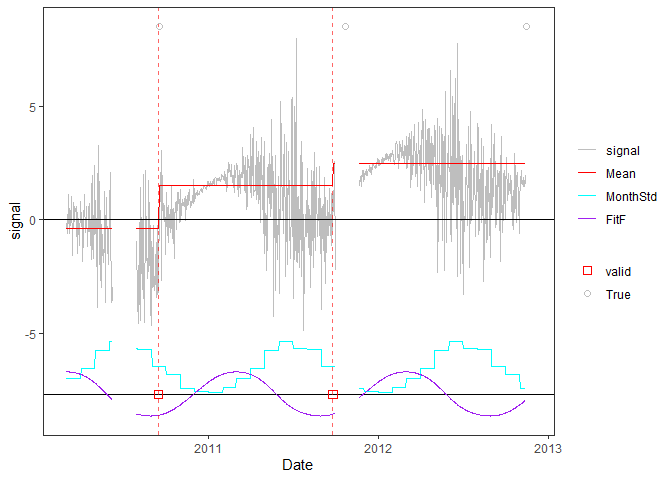 signal
5
0
-5
2011
2012
2013
Date
signal
Mean
MonthStd
FitF
valid
True